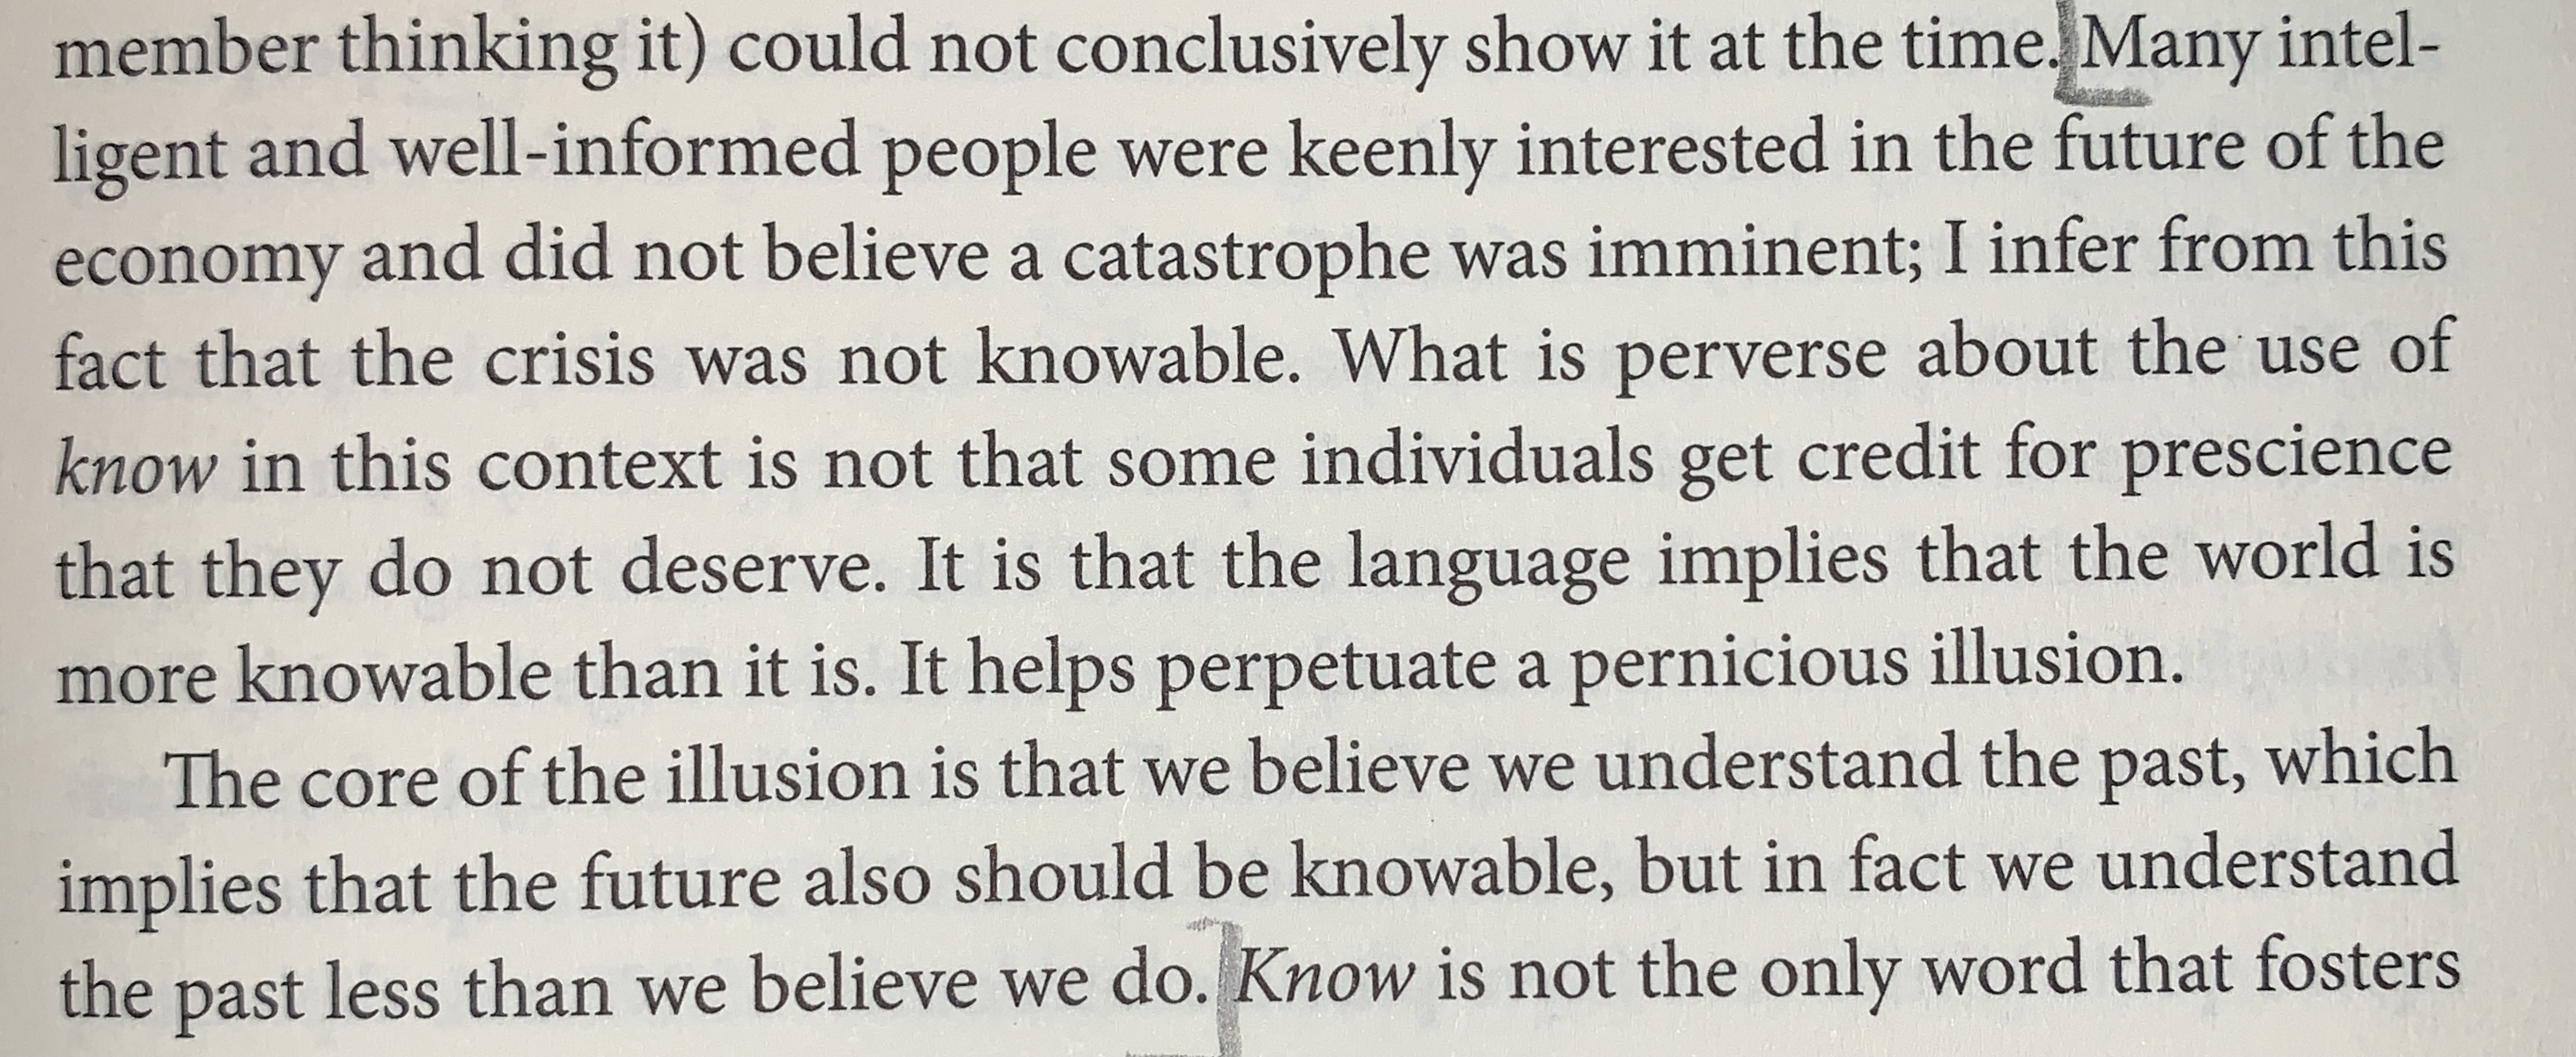 member thinking it) could not conclusively show it at the time. Many intel-
ligent and well-informed people were keenly interested in the future of the
economy and did not believe a catastrophe was imminent; I infer from this
fact that the crisis was not knowable. What is perverse about the use of
know in this context is not that some individuals get credit for prescience
that they do not deserve. It is that the language implies that the world is
more knowable than it is. It helps perpetuate a pernicious illusion.
The core of the illusion is that we believe we understand the past, which
implies that the future also should be knowable, but in fact we understand
the past less than we believe we do. Know is not the only word that fosters